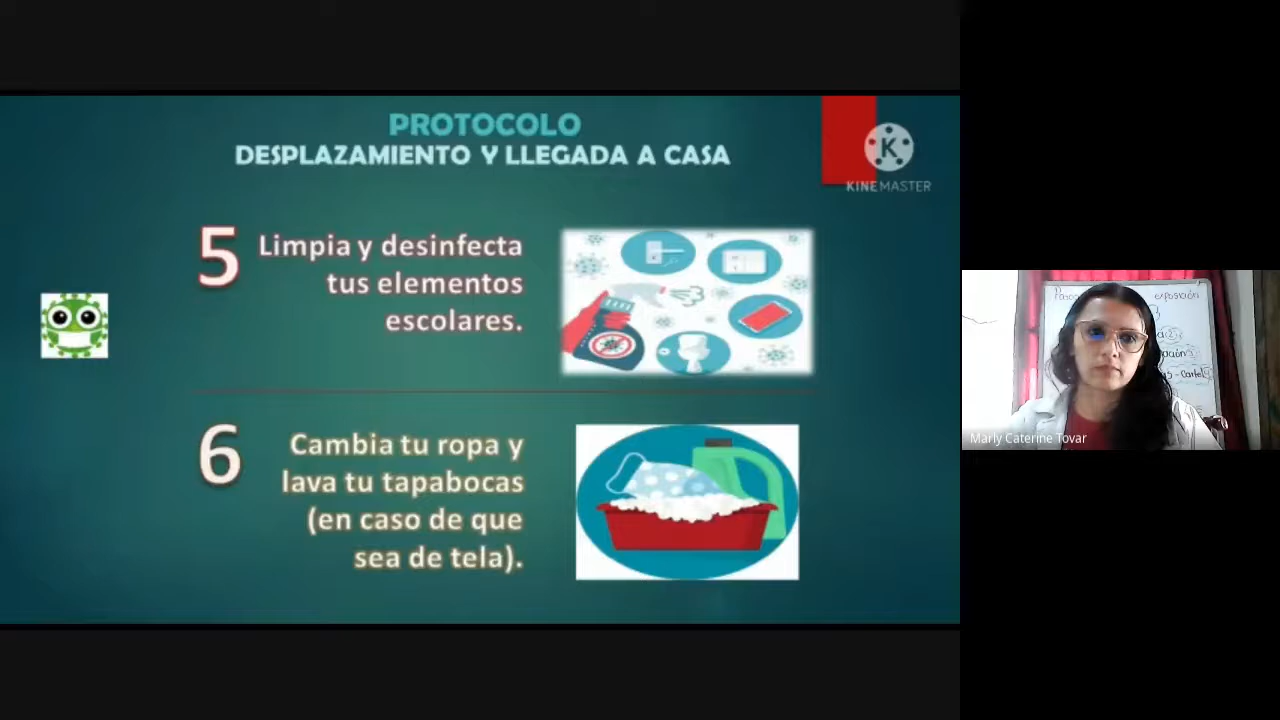 PROTOCOLO
DESPLAZAMIENTO Y LLEGADA A CASA
KINEMASTER
5
Limpia y desinfecta
tus elementos
escolares.
6
Cambia tu ropa y
lava tu tapabocas
(en caso de que
sea de tela).
exposición
Marly Caterine Tovar